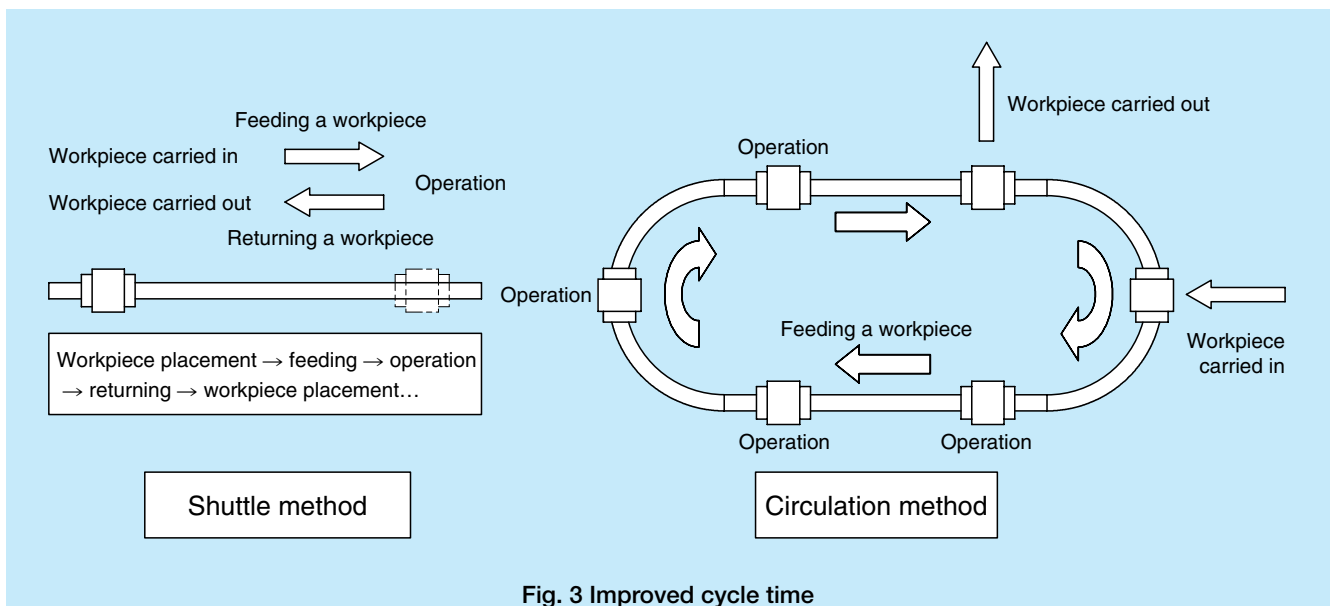 Feeding a workpiece
Workpiece carried in
Operation
Workpiece carried out
Returning a workpiece
Workpiece placement → feeding → operation
→ returning → workpiece placement…
Shuttle method
Workpiece carried out
Operation
Operation
Feeding a workpiece
Workpiece
carried in
Operation
Operation
Circulation method
Fig. 3 Improved cycle time